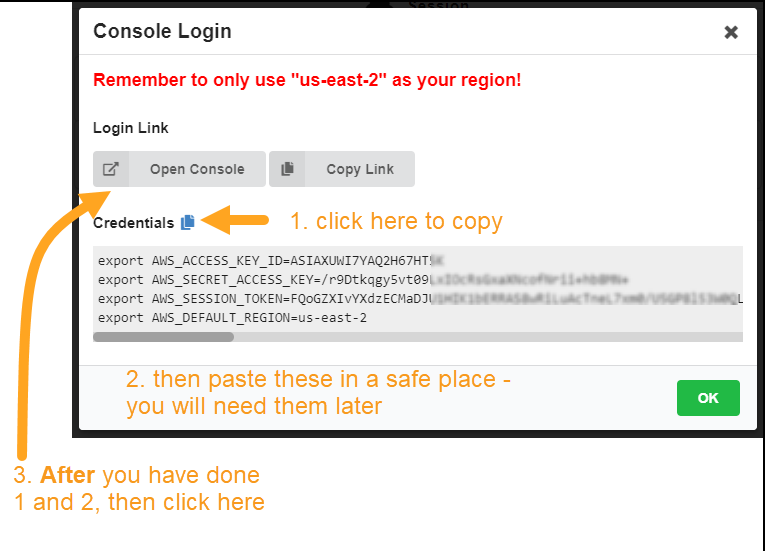 Session
Console Login
Remember to only use "us-east-2" as your region!
Login Link
Open Console
Copy Link
Credentials
1. click here to copy
export AWS_ACCESS_KEY_ID=ASIAXUWI7YAQ2H67HT
export AWS_SECRET_ACCESS_KEY=/r9Dtkqgy5vt09
export AWS_SESSION_TOKEN=FQoGZXIvYXdzECMaDJ
export AWS_DEFAULT_REGION=us-east-2
2. then paste these in a safe place -
you will need them later
OK
3. After you have done
1 and 2, then click here